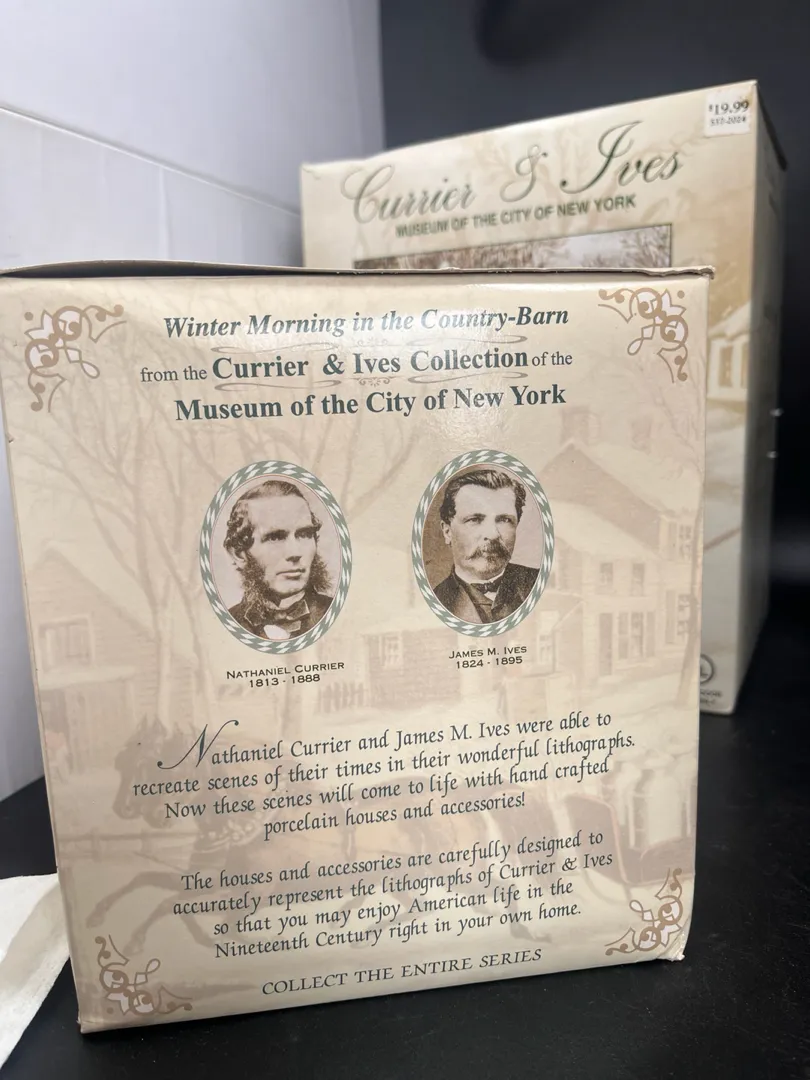 $19.99
Currier & Ives
MUSEUM OF THE CITY OF NEW YORK
Winter Morning in the Country-Barn
from the Currier & Ives Collection of the
Museum of the City of New York
NATHANIEL CURRIER
1813 - 1888
JAMES M. IVES
1824 - 1895
Nathaniel Currier and James M. Ives were able to
recreate scenes of their times in their wonderful lithographs.
Now these scenes will come to life with hand crafted
porcelain houses and accessories!
The houses and accessories are carefully designed to
accurately represent the lithographs of Currier & Ives
so that you may enjoy American life in the
Nineteenth Century right in your own home.
COLLECT THE ENTIRE SERIES